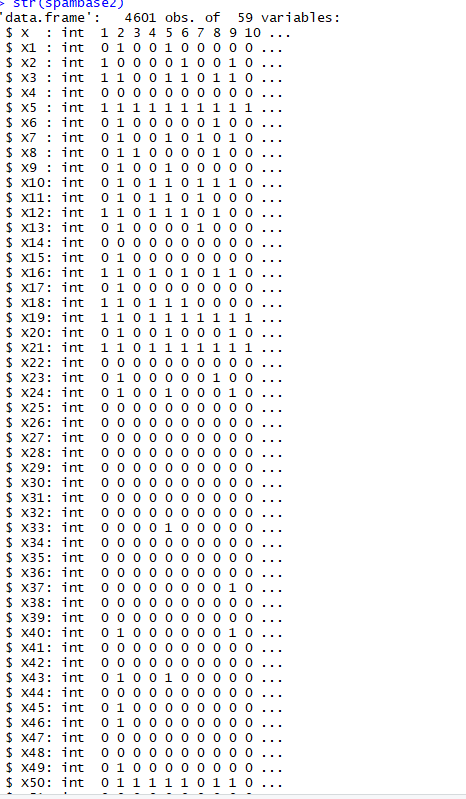 > str(spambase2)
'data.frame':   4601 obs. of  59 variables:
 $ X  : int  1 2 3 4 5 6 7 8 9 10 ...
 $ X1 : int  0 1 0 0 1 0 0 0 0 0 ...
 $ X2 : int  1 0 0 0 0 1 0 0 1 0 ...
 $ X3 : int  1 1 0 0 1 1 0 1 1 0 ...
 $ X4 : int  0 0 0 0 0 0 0 0 0 0 ...
 $ X5 : int  1 1 1 1 1 1 1 1 1 1 ...
 $ X6 : int  0 1 0 0 0 0 0 1 0 0 ...
 $ X7 : int  0 1 0 0 1 0 1 0 1 0 ...
 $ X8 : int  0 1 1 0 0 0 0 1 0 0 ...
 $ X9 : int  0 1 0 0 1 0 0 0 0 0 ...
 $ X10: int  0 1 0 1 1 0 1 1 1 0 ...
 $ X11: int  0 1 0 1 1 0 1 0 0 0 ...
 $ X12: int  1 1 0 1 1 1 0 1 0 0 ...
 $ X13: int  0 1 0 0 0 0 1 0 0 0 ...
 $ X14: int  0 0 0 0 0 0 0 0 0 0 ...
 $ X15: int  0 1 0 0 0 0 0 0 0 0 ...
 $ X16: int  1 1 0 1 0 1 0 1 1 0 ...
 $ X17: int  0 1 0 0 0 0 0 0 0 0 ...
 $ X18: int  1 1 0 1 1 1 0 0 0 0 ...
 $ X19: int  1 1 0 1 1 1 1 1 1 1 ...
 $ X20: int  0 1 0 0 1 0 0 0 1 0 ...
 $ X21: int  1 1 0 1 1 1 1 1 1 1 ...
 $ X22: int  0 0 0 0 0 0 0 0 0 0 ...
 $ X23: int  0 1 0 0 0 0 0 1 0 0 ...
 $ X24: int  0 1 0 0 1 0 0 0 1 0 ...
 $ X25: int  0 0 0 0 0 0 0 0 0 0 ...
 $ X26: int  0 0 0 0 0 0 0 0 0 0 ...
 $ X27: int  0 0 0 0 0 0 0 0 0 0 ...
 $ X28: int  0 0 0 0 0 0 0 0 0 0 ...
 $ X29: int  0 0 0 0 0 0 0 0 0 0 ...
 $ X30: int  0 0 0 0 0 0 0 0 0 0 ...
 $ X31: int  0 0 0 0 0 0 0 0 0 0 ...
 $ X32: int  0 0 0 0 0 0 0 0 0 0 ...
 $ X33: int  0 0 0 0 1 0 0 0 0 0 ...
 $ X34: int  0 0 0 0 0 0 0 0 0 0 ...
 $ X35: int  0 0 0 0 0 0 0 0 0 0 ...
 $ X36: int  0 0 0 0 0 0 0 0 0 0 ...
 $ X37: int  0 0 0 0 0 0 0 0 1 0 ...
 $ X38: int  0 0 0 0 0 0 0 0 0 0 ...
 $ X39: int  0 0 0 0 0 0 0 0 0 0 ...
 $ X40: int  0 1 0 0 0 0 0 0 1 0 ...
 $ X41: int  0 0 0 0 0 0 0 0 0 0 ...
 $ X42: int  0 0 0 0 0 0 0 0 0 0 ...
 $ X43: int  0 1 0 0 1 0 0 0 0 0 ...
 $ X44: int  0 0 0 0 0 0 0 0 0 0 ...
 $ X45: int  0 1 0 0 0 0 0 0 0 0 ...
 $ X46: int  0 1 0 0 0 0 0 0 0 0 ...
 $ X47: int  0 0 0 0 0 0 0 0 0 0 ...
 $ X48: int  0 0 0 0 0 0 0 0 0 0 ...
 $ X49: int  0 1 0 0 0 0 0 0 0 0 ...
 $ X50: int  0 1 1 1 1 1 0 1 1 0 ...